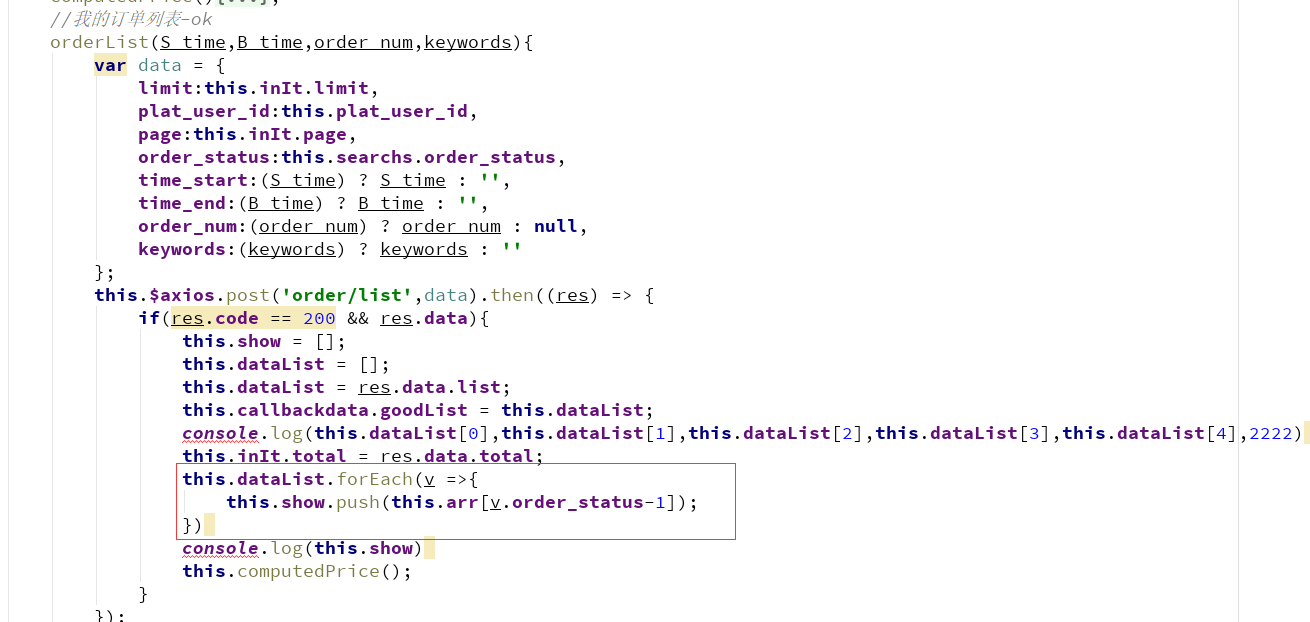 computedPrice(){...},
//我的订单列表-ok
orderList(S_time,B_time,order_num,keywords){
var data = {
limit:this.inIt.limit,
plat_user_id:this.plat_user_id,
page:this.inIt.page,
order_status:this.searchs.order_status,
time_start:(S_time) ? S_time : '',
time_end:(B_time) ? B_time : '',
order_num:(order_num) ? order_num : null,
keywords:(keywords) ? keywords : ''
};
this.$axios.post('order/list',data).then((res) => {
if(res.code == 200 && res.data){
this.show = [];
this.dataList = [];
this.dataList = res.data.list;
this.callbackdata.goodList = this.dataList;
console.log(this.dataList[0],this.dataList[1],this.dataList[2],this.dataList[3],this.dataList[4],2222)
this.inIt.total = res.data.total;
this.dataList.forEach(v =>{
this.show.push(this.arr[v.order_status-1]);
})
console.log(this.show)
this.computedPrice();
}
});